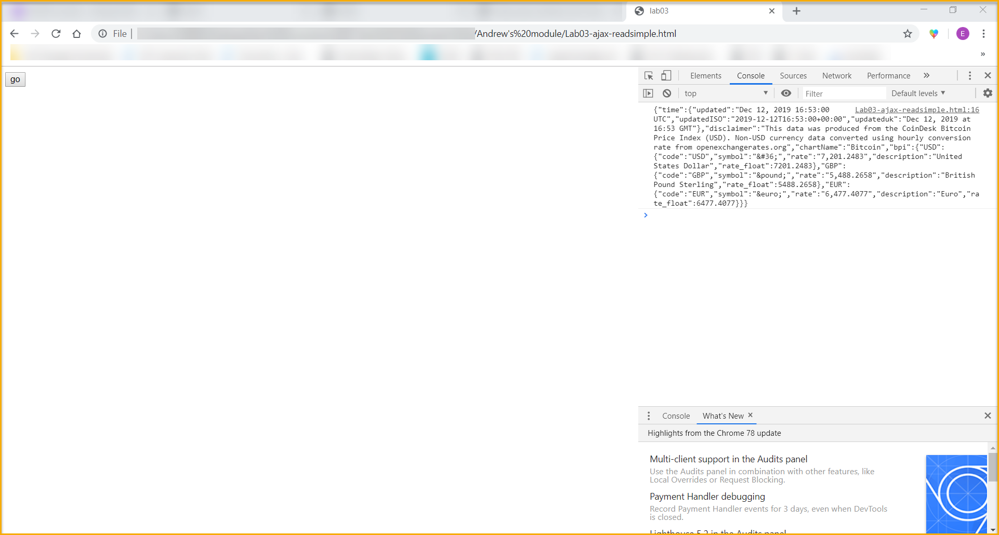 lab03
File
/Andrew's%20module/Lab03-ajax-readsimple.html
E
»
go
Elements Console Sources Network Performance »
top Filter Default levels
{"time":{"updated":"Dec 12, 2019 16:53:00 Lab03-ajax-readsimple.html:16
UTC","updatedISO":"2019-12-12T16:53:00+00:00","updateduk":"Dec 12, 2019 at
16:53 GMT"},"disclaimer":"This data was produced from the CoinDesk Bitcoin
Price Index (USD). Non-USD currency data converted using hourly conversion
rate from openexchangerates.org","chartName":"Bitcoin","bpi":{"USD":
{"code":"USD","symbol":"&#36;","rate":"7,201.2483","description":"United
States Dollar","rate_float":7201.2483},"GBP":
{"code":"GBP","symbol":"&pound;","rate":"5,488.2658","description":"British
Pound Sterling","rate_float":5488.2658},"EUR":
{"code":"EUR","symbol":"&euro;","rate":"6,477.4077","description":"Euro","ra
te_float":6477.4077}}}
Console What's New
Highlights from the Chrome 78 update
Multi-client support in the Audits panel
Use the Audits panel in combination with other features, like
Local Overrides or Request Blocking.
Payment Handler debugging
Record Payment Handler events for 3 days, even when DevTools
is closed.
Lighthouse 5.2 in the Audits panel